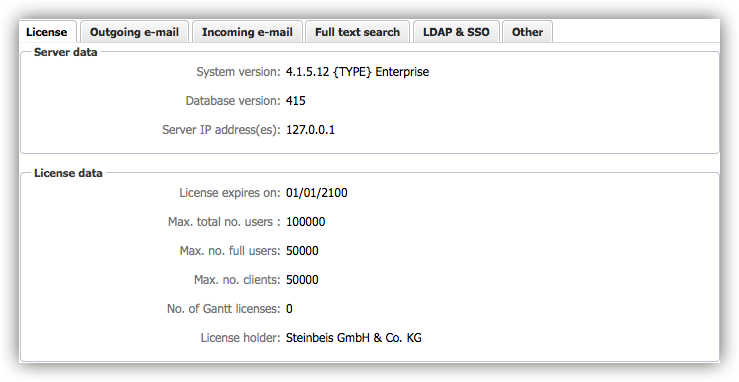 License Outgoing e-mail Incoming e-mail Full text search LDAP & SSO Other
Server data
System version: 4.1.5.12 {TYPE} Enterprise
Database version: 415
Server IP address(es): 127.0.0.1
License data
License expires on: 01/01/2100
Max. total no. users : 100000
Max. no. full users: 50000
Max. no. clients: 50000
No. of Gantt licenses: 0
License holder: Steinbeis GmbH & Co. KG